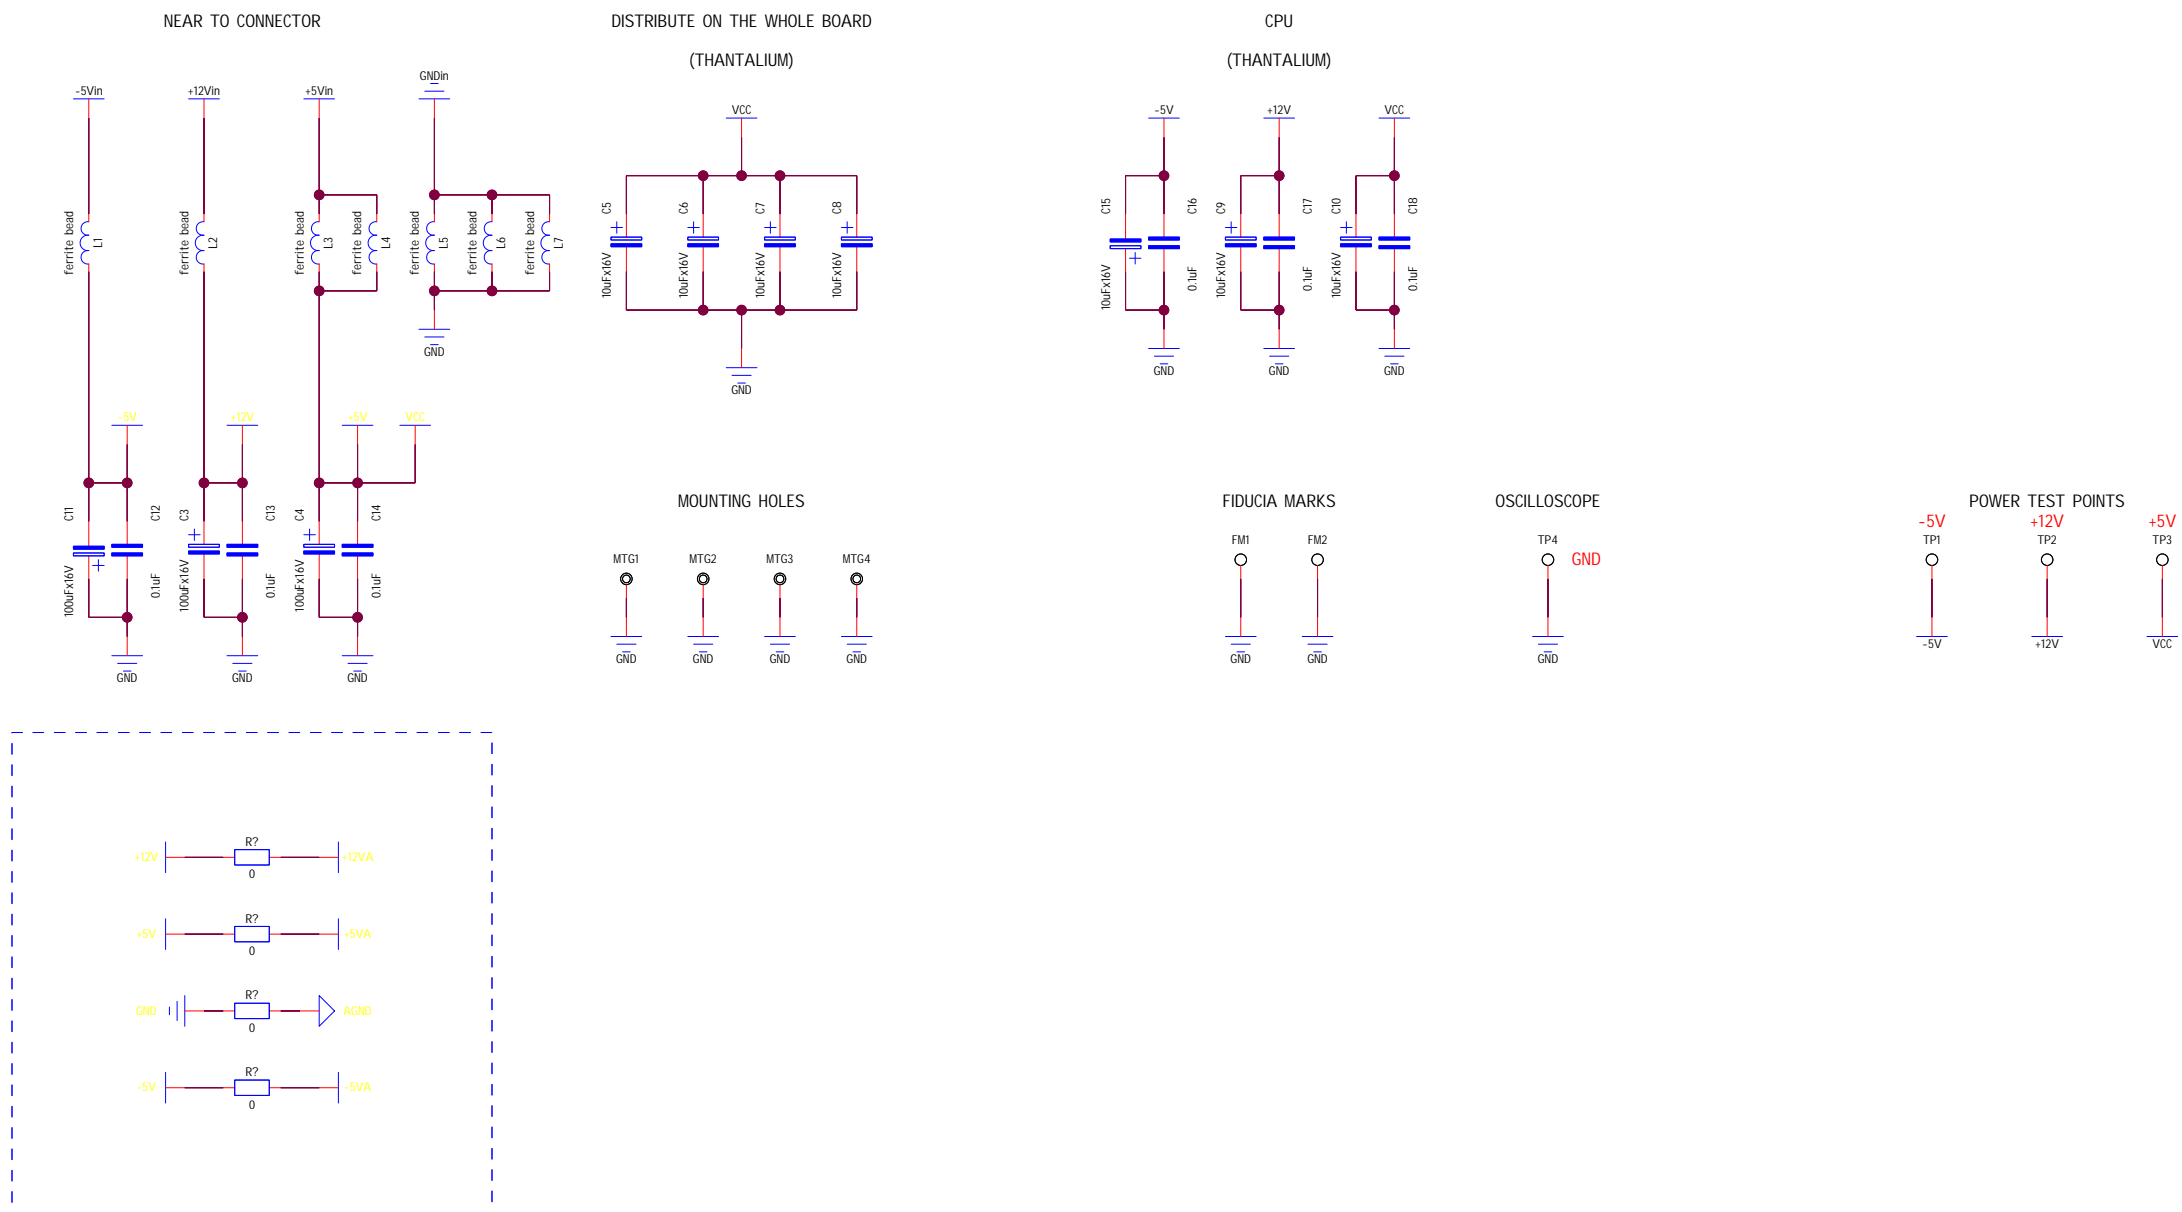 NEAR TO CONNECTOR
DISTRIBUTE ON THE WHOLE BOARD
(THANTALIUM)
CPU
(THANTALIUM)
-5Vin
+12Vin
+5Vin
GNDin
ferrite bead
L1
ferrite bead
L2
ferrite bead
L3
ferrite bead
L4
ferrite bead
L5
ferrite bead
L6
ferrite bead
L7
GND
VCC
C5
10uFx16V
C6
10uFx16V
C7
10uFx16V
C8
10uFx16V
GND
-5V
+12V
VCC
C15
10uFx16V
C16
0.1uF
C9
10uFx16V
C17
0.1uF
C10
10uFx16V
C18
0.1uF
GND
GND
GND
-5V
+12V
+5V
VCC
C11
100uFx16V
C12
0.1uF
C3
100uFx16V
C13
0.1uF
C4
100uFx16V
C14
0.1uF
GND
GND
GND
MOUNTING HOLES
MTG1
MTG2
MTG3
MTG4
GND
GND
GND
GND
FIDUCIA MARKS
FM1
FM2
GND
GND
OSCILLOSCOPE
TP4
GND
GND
POWER TEST POINTS
-5V
+12V
+5V
TP1
TP2
TP3
-5V
+12V
VCC
+12V
R?
0
+12VA
+5V
R?
0
+5VA
GND
R?
0
AGND
-5V
R?
0
-5VA